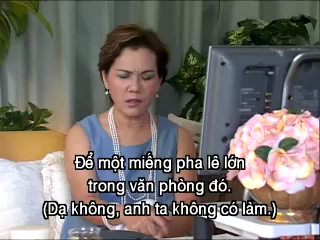 Để một miếng pha lê lớn
trong văn phòng đó.
(Dạ không, anh ta không có làm.)